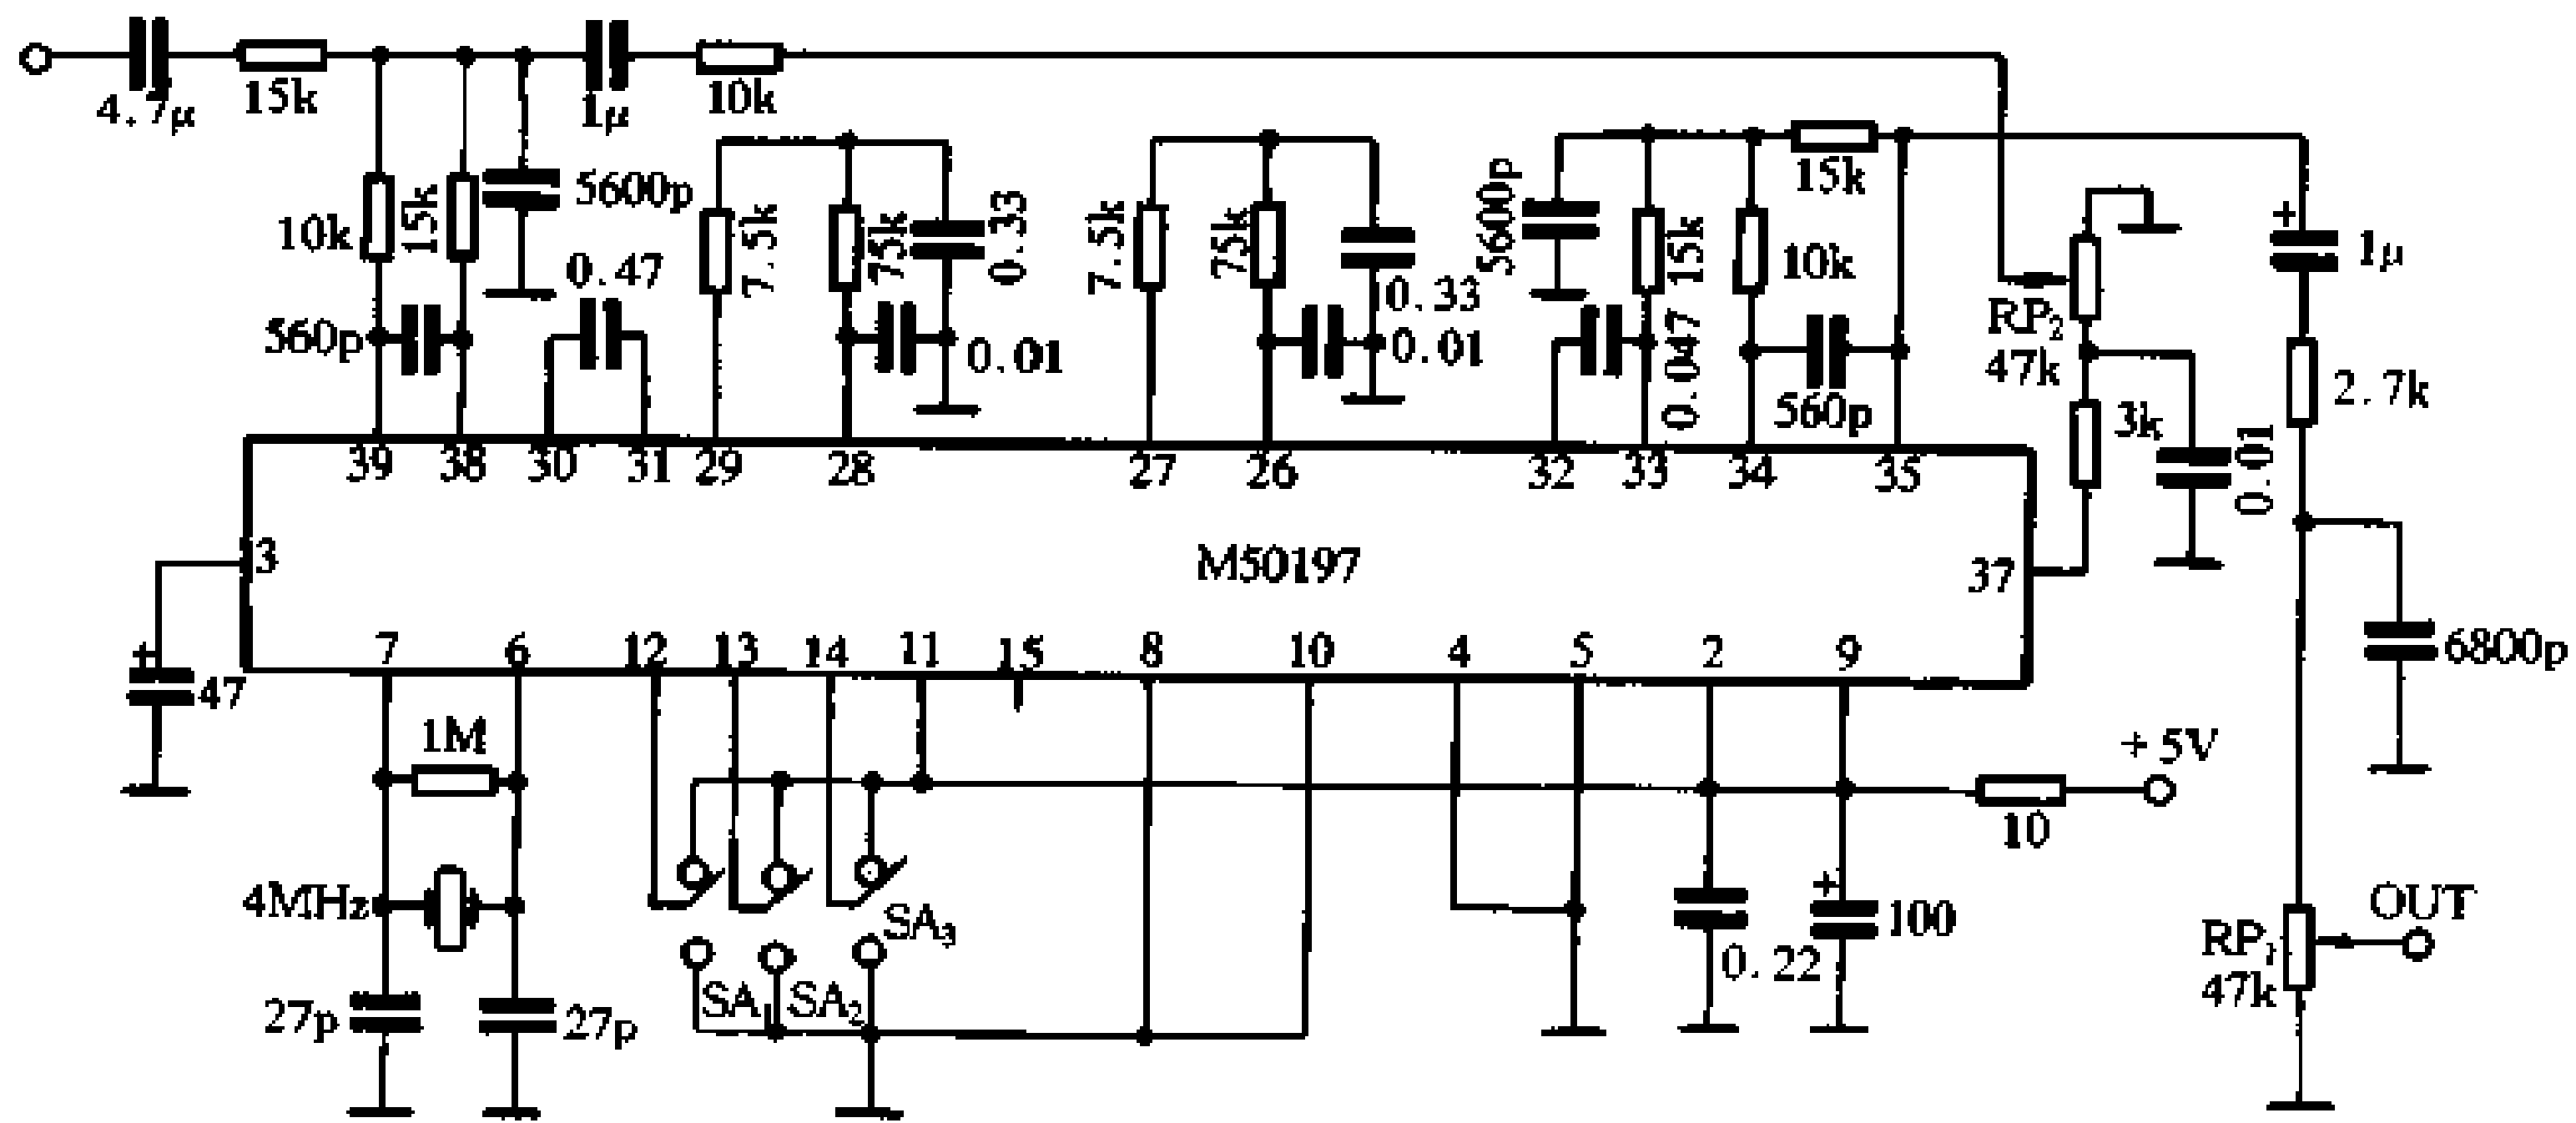 4.7μ
15k
1μ
10k
10k
15k
5600p
560p
0.47
7.5k
75k
0.33
0.01
7.5k
75k
0.33
0.01
5600p
15k
0.047
15k
10k
560p
RP2
47k
3k
0.01
1μ
2.7k
39 38 30 31 29 28 27 26 32 33 34 35
3
M50197
37
7 6 12 13 14 11 15 8 10 4 5 2 9
47
6800p
1M
+5V
10
4MHz
27p
27p
SA1
SA2
SA3
0.22
100
OUT
RP1
47k